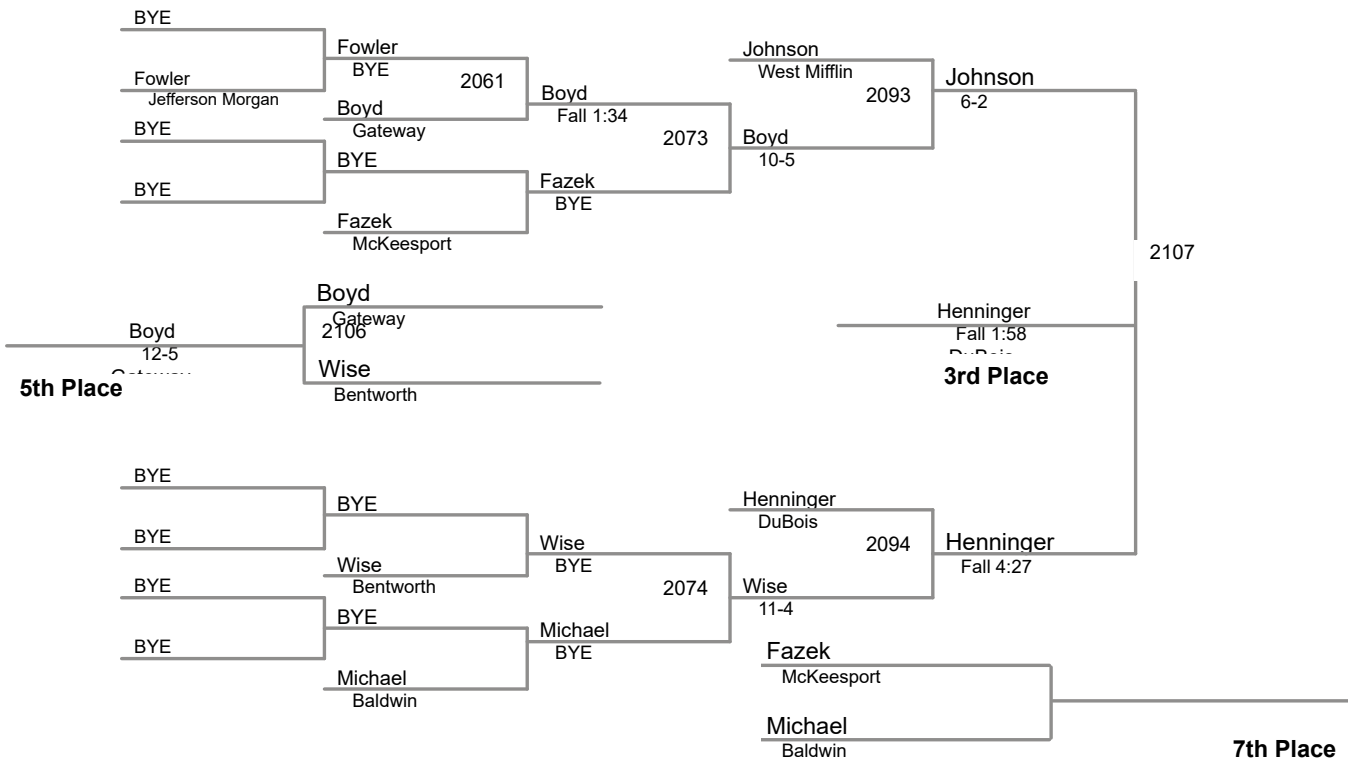 BYE
Fowler
Jefferson Morgan
BYE
BYE
Fowler
BYE
2061
Boyd
Gateway
BYE
Fazek
McKeesport
Boyd
Fall 1:34
2073
Fazek
BYE
Johnson
West Mifflin
2093
Boyd
10-5
Johnson
6-2
2107
Boyd
Gateway
2106
Wise
Bentworth
Boyd
12-5
5th Place
Henninger
Fall 1:58
DuBois
3rd Place
BYE
BYE
BYE
BYE
BYE
Wise
Bentworth
BYE
Michael
Baldwin
Wise
BYE
2074
Michael
BYE
Henninger
DuBois
2094
Wise
11-4
Henninger
Fall 4:27
Fazek
McKeesport
Michael
Baldwin
7th Place